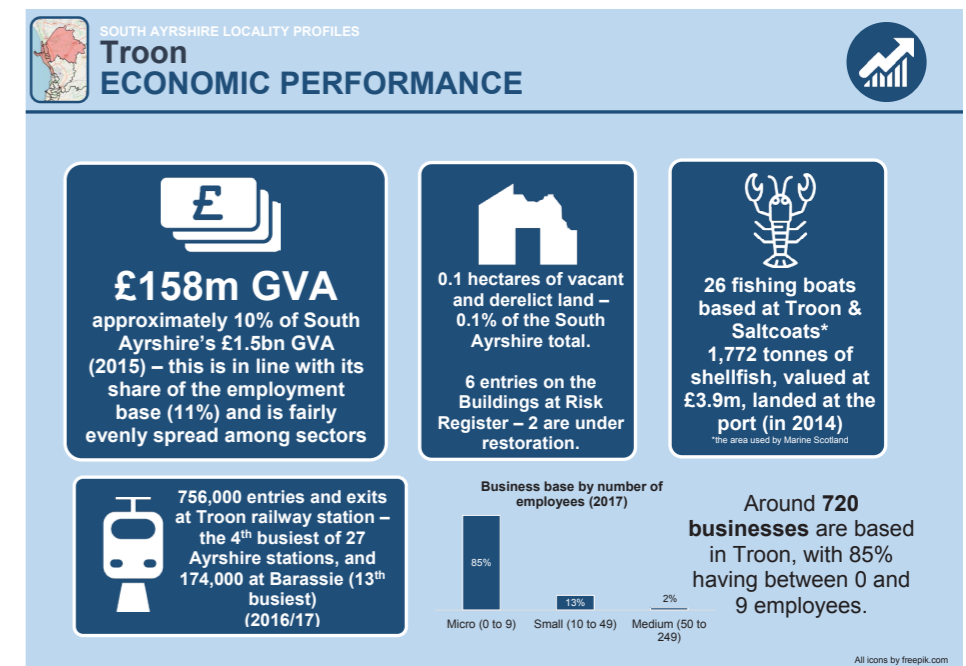 SOUTH AYRSHIRE LOCALITY PROFILES
Troon
ECONOMIC PERFORMANCE
£
£158m GVA
approximately 10% of South
Ayrshire's £1.5bn GVA
(2015) – this is in line with its
share of the employment
base (11%) and is fairly
evenly spread among sectors
0.1 hectares of vacant
and derelict land –
0.1% of the South
Ayrshire total.
6 entries on the
Buildings at Risk
Register – 2 are under
restoration.
26 fishing boats
based at Troon &
Saltcoats*
1,772 tonnes of
shellfish, valued at
£3.9m, landed at the
port (in 2014)
*the area used by Marine Scotland
756,000 entries and exits
at Troon railway station –
the 4th busiest of 27
Ayrshire stations, and
174,000 at Barassie (13th
busiest)
(2016/17)
Business base by number of
employees (2017)
85%
13%
2%
Micro (0 to 9)
Small (10 to 49)
Medium (50 to
249)
Around 720
businesses are based
in Troon, with 85%
having between 0 and
9 employees.
All icons by freepik.com